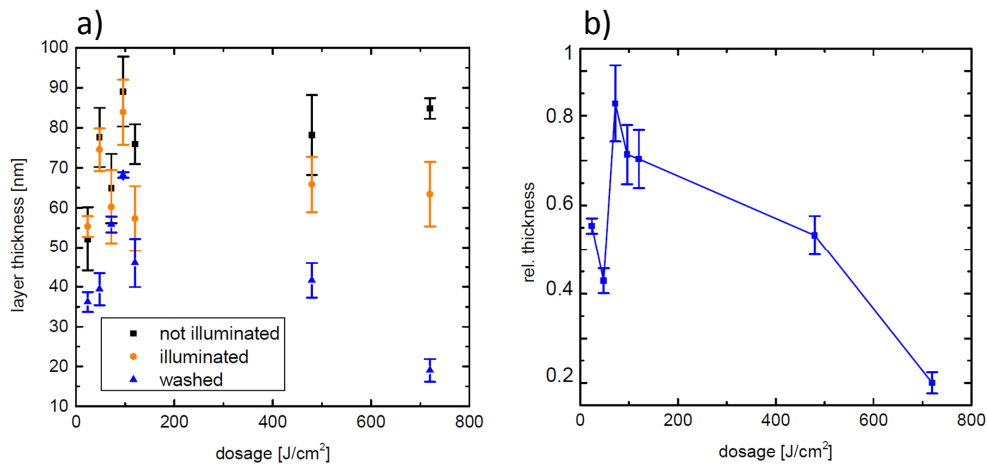 a)
100
90
80
70
60
50
40
30
20
10
layer thickness [nm]
not illuminated
illuminated
washed
0
200
400
600
800
dosage [J/cm²]
b)
1
0.8
0.6
0.4
0.2
rel. thickness
0
200
400
600
800
dosage [J/cm²]